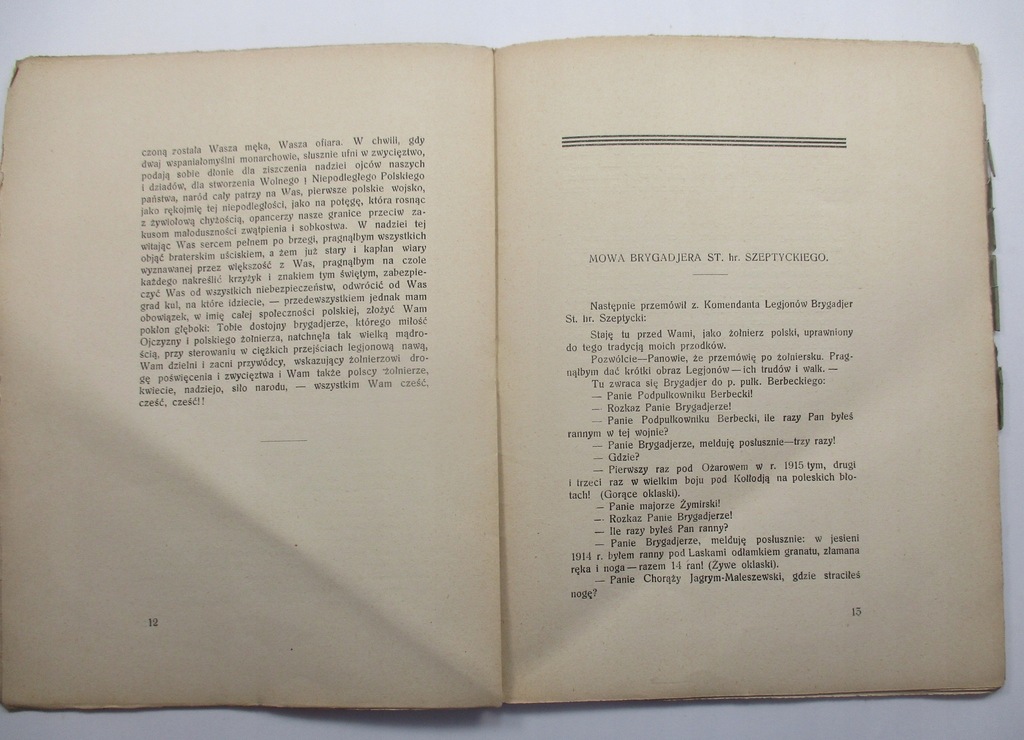 czoną została Wasza męka, Wasza ofiara. W chwili, gdy
dwaj wspaniałomyślni monarchowie, słusznie ufni w zwycięztwo,
podają sobie dłonie dla ziszczenia nadziei ojców naszych
i dziadów, dla stworzenia Wolnego i Niepodległego Polskiego
państwa, naród cały patrzy na Was, pierwsze polskie wojsko,
jako rękojmię tej niepodległości, jako na potęgę, która rosnąc
z żywiołową chyżością, opancerzy nasze granice przeciw za-
kusom małoduszności zwątpienia i sobkostwa. W nadziei tej
witając Was sercem pełnem po brzegi, pragnąłbym wszystkich
objąć braterskim uściskiem, a żem już stary i kapłan wiary
wyznawanej przez większość z Was, pragnąłbym na czole
każdego nakreślić krzyżyk i znakiem tym świętym, zabezpie-
czyć Was od wszystkich niebezpieczeństw, odwrócić od Was
grad kul, na które idziecie, — przedewszystkiem jednak mam
obowiązek, w imię całej społeczności polskiej, złożyć Wam
pokłon głęboki: Tobie dostojny brygadjerze, którego miłość
Ojczyzny i polskiego żołnierza, natchnęła tak wielką mądro-
ścią, przy sterowaniu w ciężkich przejściach legionową nawą,
Wam dzielni i zacni przywódcy, wskazujący żołnierzowi dro-
gę poświęcenia i zwycięztwa i Wam także polscy żołnierze,
kwiecie, nadziejo, siło narodu, — wszystkim Wam cześć,
cześć, cześć!!
12
MOWA BRYGADJERA ST. hr. SZEPTYCKIEGO.
Następnie przemówił z. Komendanta Legjonów Brygadjer
St. hr. Szeptycki:
Staję tu przed Wami, jako żołnierz polski, uprawniony
do tego tradycją moich przodków.
Pozwólcie—Panowie, że przemówię po żołniersku. Prag-
nąłbym dać krótki obraz Legjonów — ich trudów i walk. —
Tu zwraca się Brygadjer do p. pułk. Berbeckiego:
— Panie Podpułkowniku Berbecki!
— Rozkaz Panie Brygadjerze!
— Panie Podpułkowniku Berbecki, ile razy Pan byłeś
rannym w tej wojnie?
— Panie Brygadjerze, melduję posłusznie—trzy razy!
— Gdzie?
— Pierwszy raz pod Ożarowem w r. 1915 tym, drugi
i trzeci raz w wielkim boju pod Kołłodją na poleskich bło-
tach! (Gorące oklaski).
— Panie majorze Żymirski!
— Rozkaz Panie Brygadjerze!
— Ile razy byłeś Pan ranny?
— Panie Brygadjerze, melduję posłusznie: w jesieni
1914 r. byłem ranny pod Laskami odłamkiem granatu, złamana
ręka i noga — razem 14 ran! (Żywe oklaski).
— Panie Chorąży Jagrym-Maleszewski, gdzie straciłeś
nogę?
13